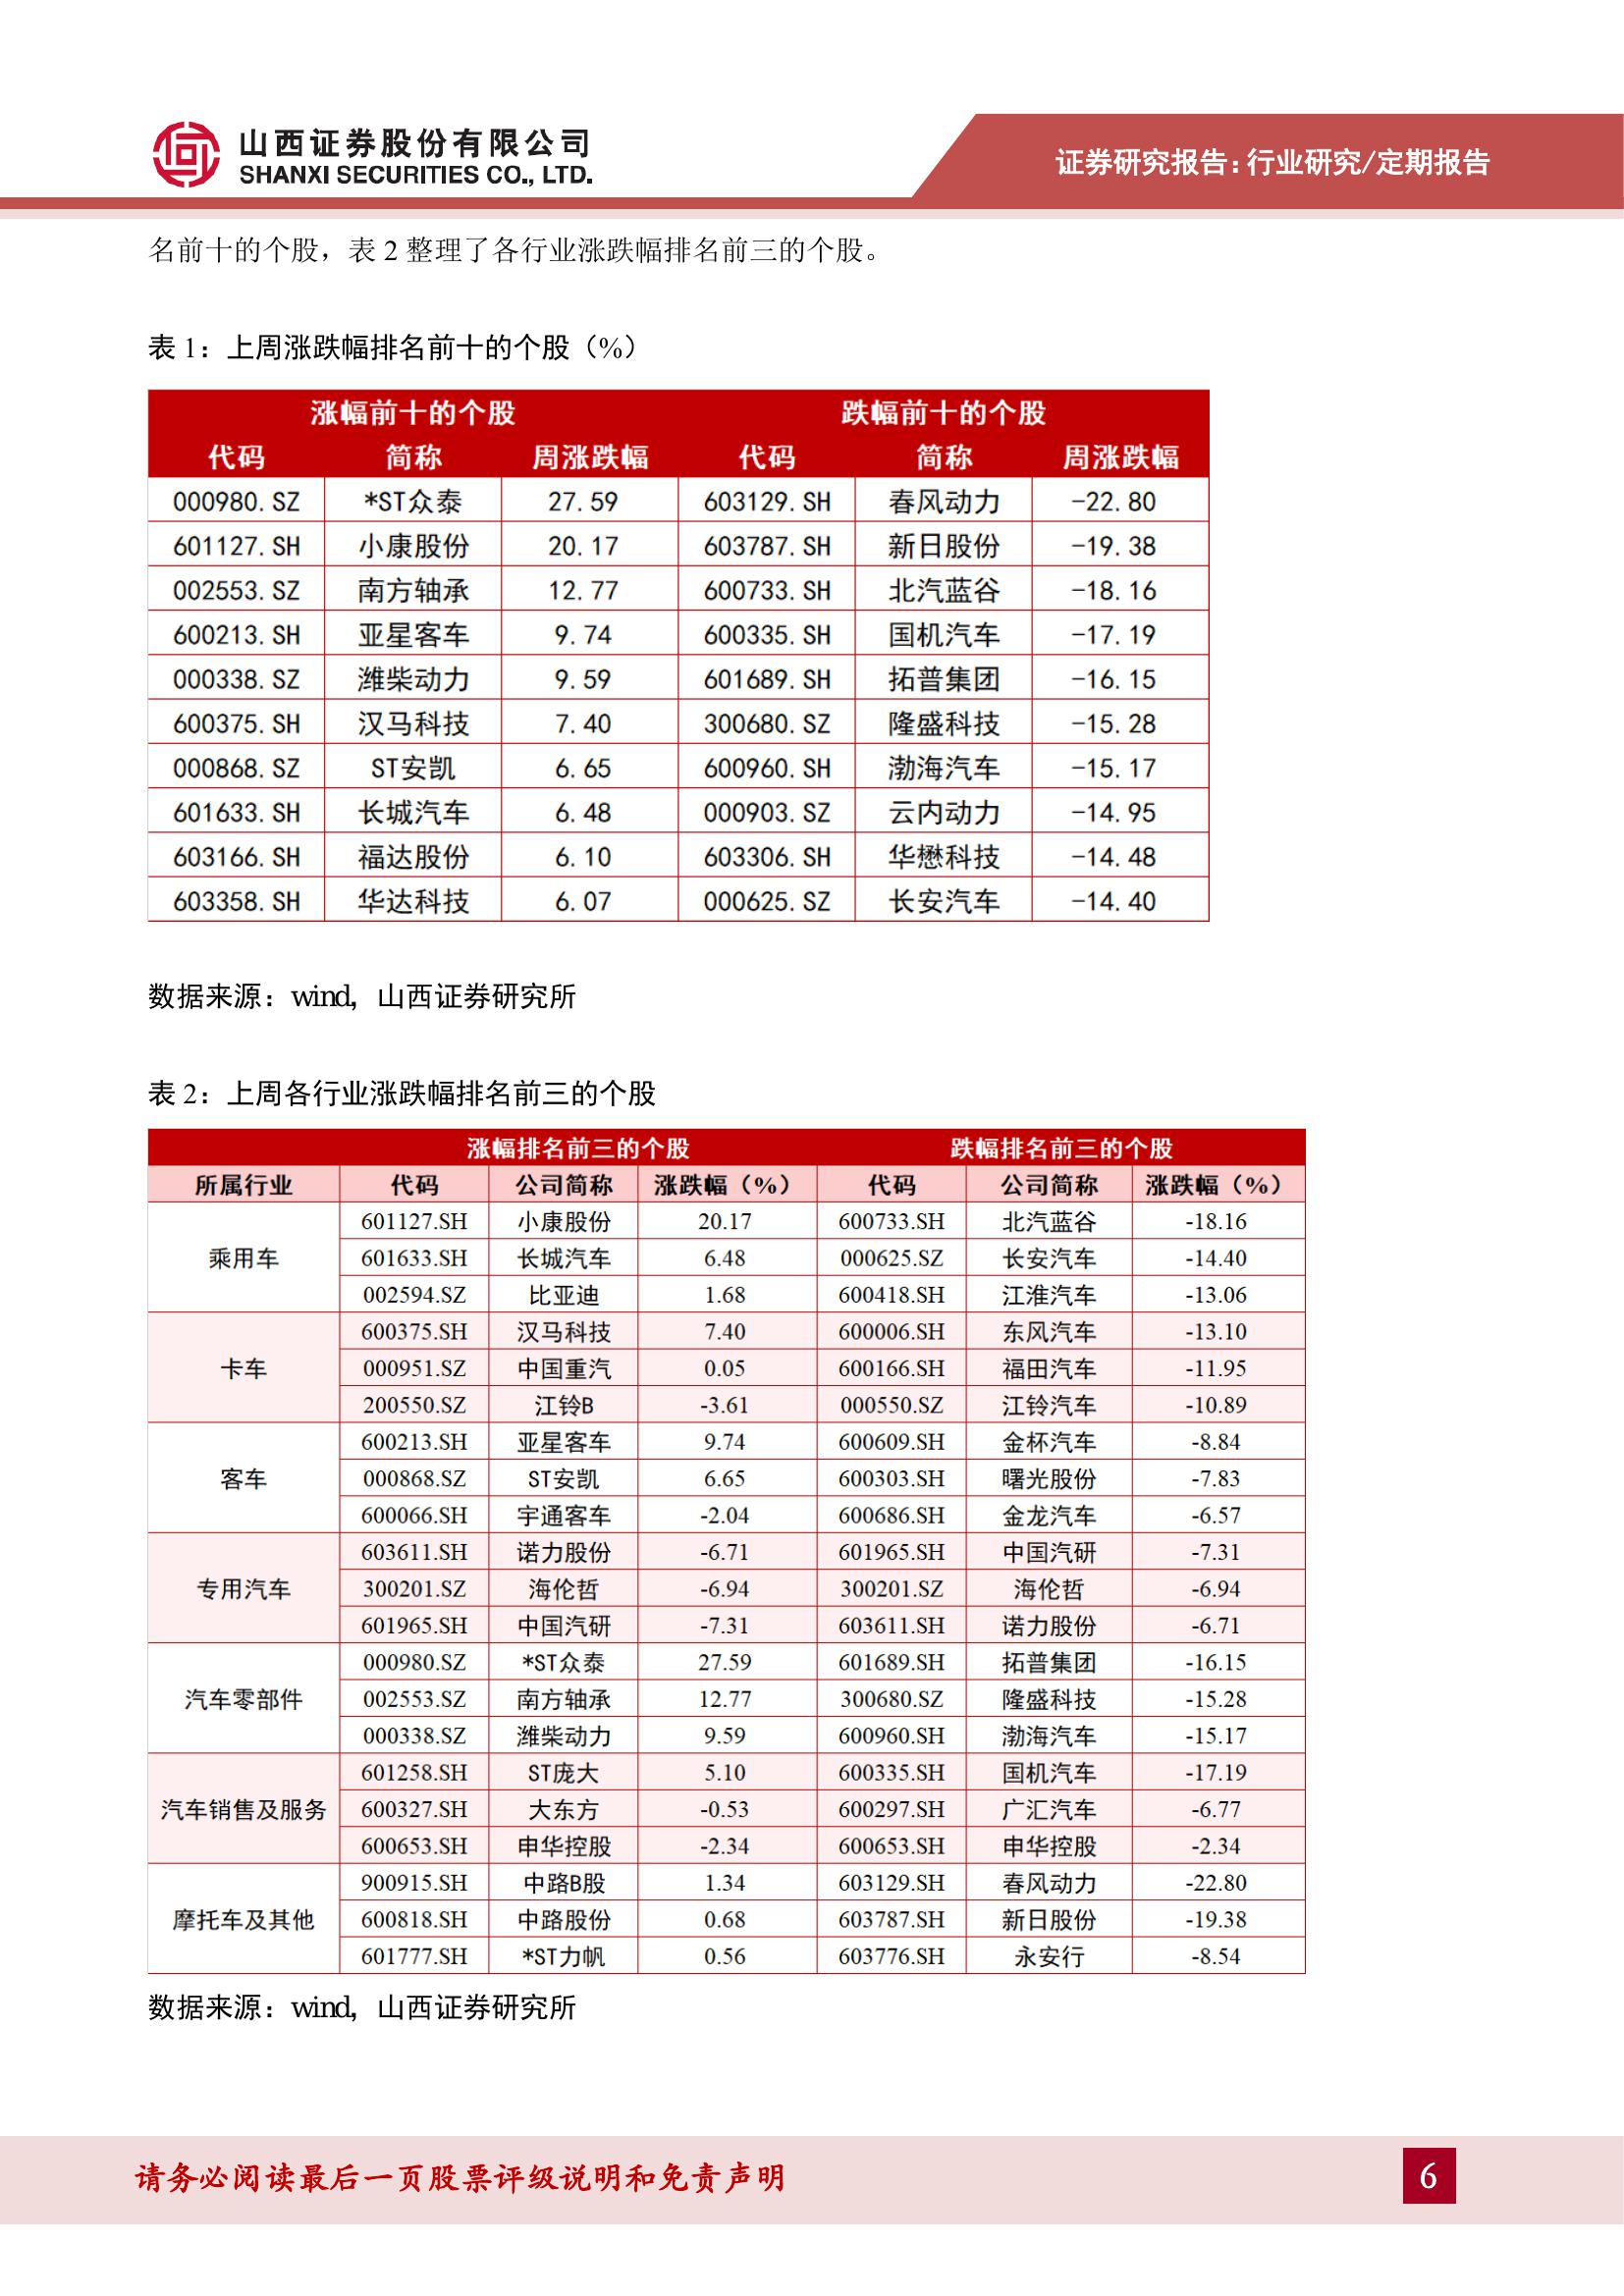 山西证券股份有限公司
SHANXI SECURITIES CO., LTD.
证券研究报告：行业研究/定期报告
名前十的个股，表 2 整理了各行业涨跌幅排名前三的个股。
表 1：上周涨跌幅排名前十的个股（%）
涨幅前十的个股 跌幅前十的个股
代码 简称 周涨跌幅 代码 简称 周涨跌幅
000980.SZ *ST众泰 27.59 603129.SH 春风动力 -22.80
601127.SH 小康股份 20.17 603787.SH 新日股份 -19.38
002553.SZ 南方轴承 12.77 600733.SH 北汽蓝谷 -18.16
600213.SH 亚星客车 9.74 600335.SH 国机汽车 -17.19
000338.SZ 潍柴动力 9.59 601689.SH 拓普集团 -16.15
600375.SH 汉马科技 7.40 300680.SZ 隆盛科技 -15.28
000868.SZ ST安凯 6.65 600960.SH 渤海汽车 -15.17
601633.SH 长城汽车 6.48 000903.SZ 云内动力 -14.95
603166.SH 福达股份 6.10 603306.SH 华懋科技 -14.48
603358.SH 华达科技 6.07 000625.SZ 长安汽车 -14.40
数据来源：wind，山西证券研究所
表 2：上周各行业涨跌幅排名前三的个股
涨幅排名前三的个股 跌幅排名前三的个股
所属行业 代码 公司简称 涨跌幅（%） 代码 公司简称 涨跌幅（%）
601127.SH 小康股份 20.17 600733.SH 北汽蓝谷 -18.16
乘用车 601633.SH 长城汽车 6.48 000625.SZ 长安汽车 -14.40
002594.SZ 比亚迪 1.68 600418.SH 江淮汽车 -13.06
600375.SH 汉马科技 7.40 600006.SH 东风汽车 -13.10
卡车 000951.SZ 中国重汽 0.05 600166.SH 福田汽车 -11.95
200550.SZ 江铃B -3.61 000550.SZ 江铃汽车 -10.89
600213.SH 亚星客车 9.74 600609.SH 金杯汽车 -8.84
客车 000868.SZ ST安凯 6.65 600303.SH 曙光股份 -7.83
600066.SH 宇通客车 -2.04 600686.SH 金龙汽车 -6.57
603611.SH 诺力股份 -6.71 601965.SH 中国汽研 -7.31
专用汽车 300201.SZ 海伦哲 -6.94 300201.SZ 海伦哲 -6.94
601965.SH 中国汽研 -7.31 603611.SH 诺力股份 -6.71
000980.SZ *ST众泰 27.59 601689.SH 拓普集团 -16.15
汽车零部件 002553.SZ 南方轴承 12.77 300680.SZ 隆盛科技 -15.28
000338.SZ 潍柴动力 9.59 600960.SH 渤海汽车 -15.17
601258.SH ST庞大 5.10 600335.SH 国机汽车 -17.19
汽车销售及服务 600327.SH 大东方 -0.53 600297.SH 广汇汽车 -6.77
600653.SH 申华控股 -2.34 600653.SH 申华控股 -2.34
900915.SH 中路B股 1.34 603129.SH 春风动力 -22.80
摩托车及其他 600818.SH 中路股份 0.68 603787.SH 新日股份 -19.38
601777.SH *ST力帆 0.56 603776.SH 永安行 -8.54
数据来源：wind，山西证券研究所
请务必阅读最后一页股票评级说明和免责声明
6